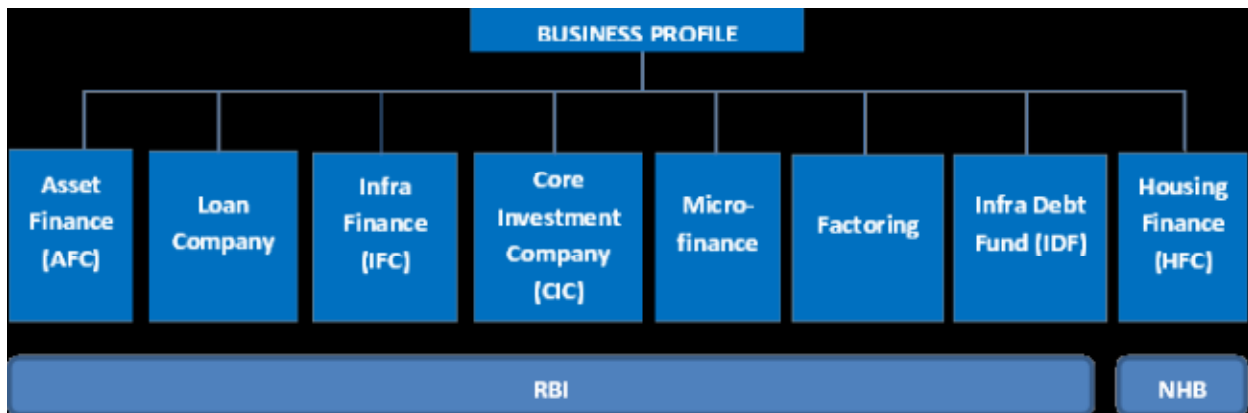 BUSINESS PROFILE
Asset
Finance
(AFC)
Loan
Company
Infra
Finance
(IFC)
Core
Investment
Company
(CIC)
Micro-
finance
Factoring
Infra Debt
Fund (IDF)
Housing
Finance
(HFC)
RBI
NHB